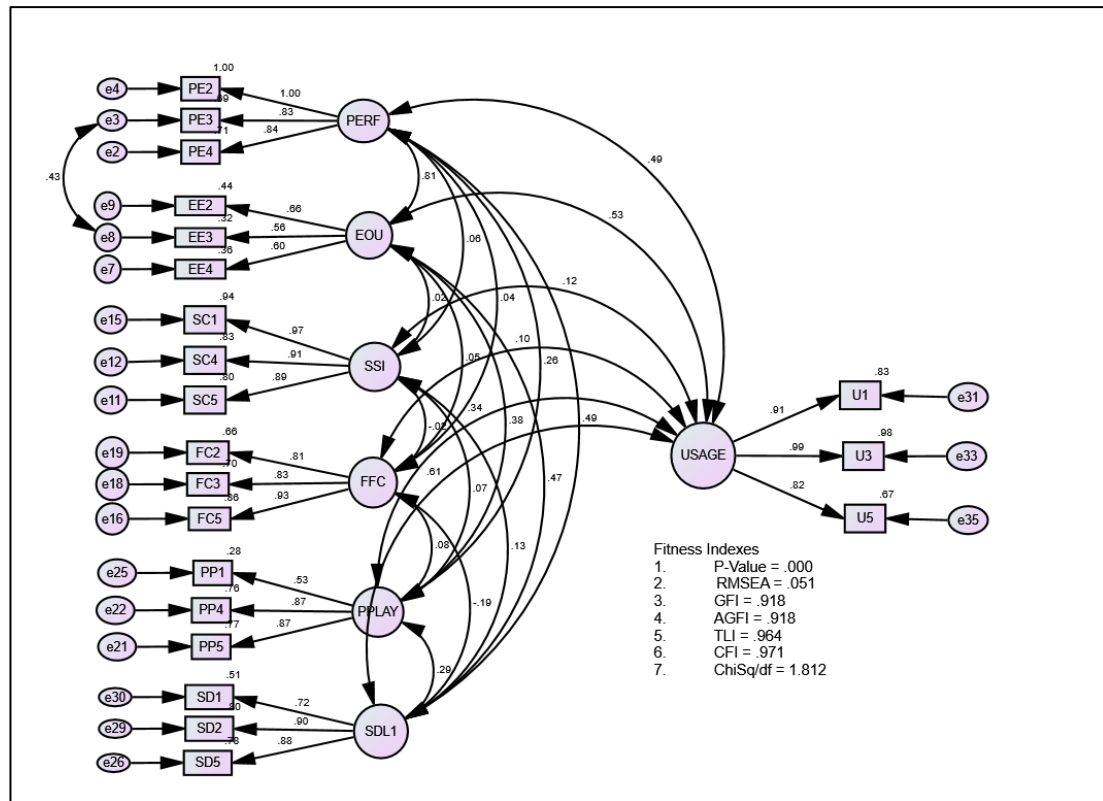 1.00
e4 PE2 1.00
.69
e3 PE3 .83 PERF
.71
e2 PE4 .84
.49
.43
.81
.44
e9 EE2 .66
.53
.32
e8 EE3 .56 EOU
.06
.36
e7 EE4 .60
.12
.94
.02 .04
e15 SC1 .97
.83
.10
e12 SC4 .91 SSI
.05 .26
.80
e11 SC5 .89
.83
U1 e31
.34 .38 .49
.91
-.02
.66
e19 FC2 .81
.98
USAGE .99 U3 e33
.70
e18 FC3 .83 FFC
.61 .07 .47
.86
e16 FC5 .93
.82 .67
U5 e35
.08 .13
.28
e25 PP1 .53
.76
e22 PP4 .87 PPLAY
-.19
.77
e21 PP5 .87
.29
.51
e30 SD1 .72
.80
e29 SD2 .90 SDL1
.78
e26 SD5 .88
Fitness Indexes
1. P-Value = .000
2. RMSEA = .051
3. GFI = .918
4. AGFI = .918
5. TLI = .964
6. CFI = .971
7. ChiSq/df = 1.812